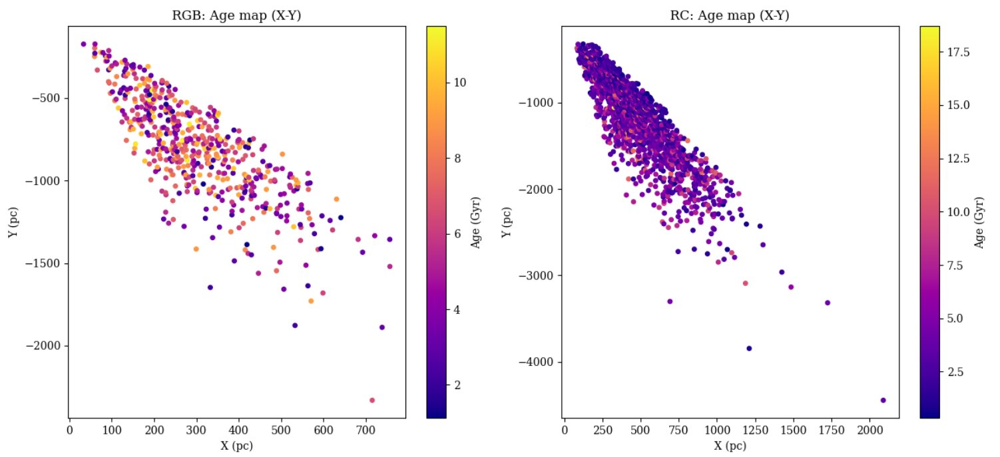 RGB: Age map (X-Y)
−500
−1000
−1500
−2000
Y (pc)
0 100 200 300 400 500 600 700
X (pc)
10
8
6
4
2
Age (Gyr)
RC: Age map (X-Y)
−1000
−2000
−3000
−4000
Y (pc)
0 250 500 750 1000 1250 1500 1750 2000
X (pc)
17.5
15.0
12.5
10.0
7.5
5.0
2.5
Age (Gyr)